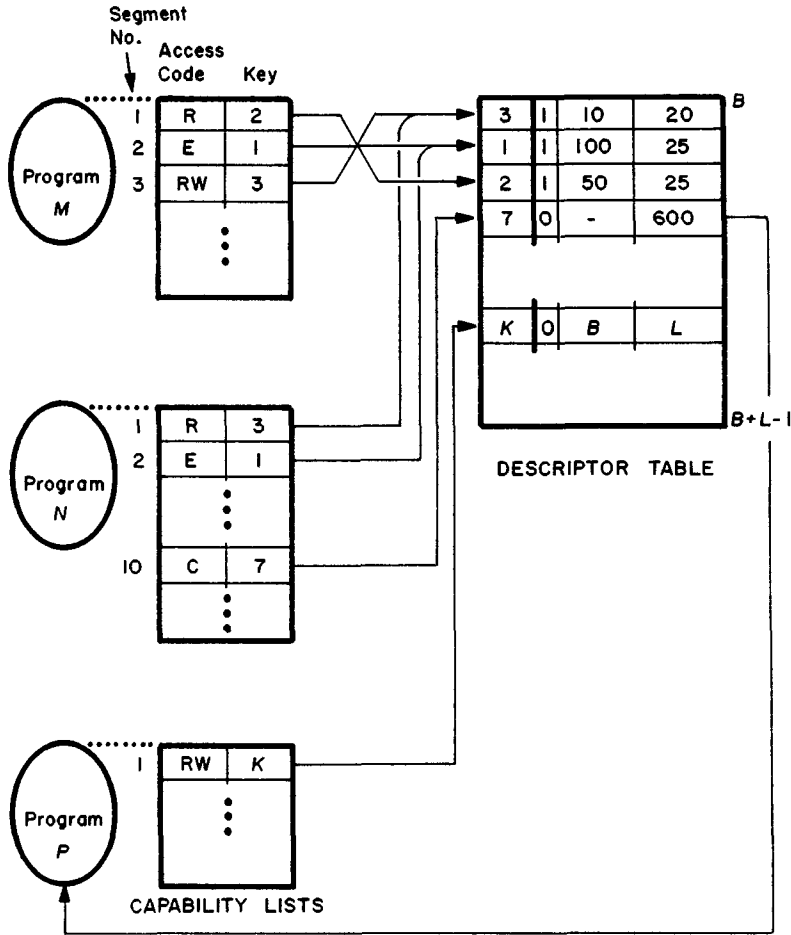 Segment
No.
Access
Code Key
Program
M
1 R 2
2 E 1
3 RW 3
B
3 1 10 20
1 1 100 25
2 1 50 25
7 0 - 600
K 0 B L
B+L-1
DESCRIPTOR TABLE
Program
N
1 R 3
2 E 1
10 C 7
Program
P
1 RW K
CAPABILITY LISTS